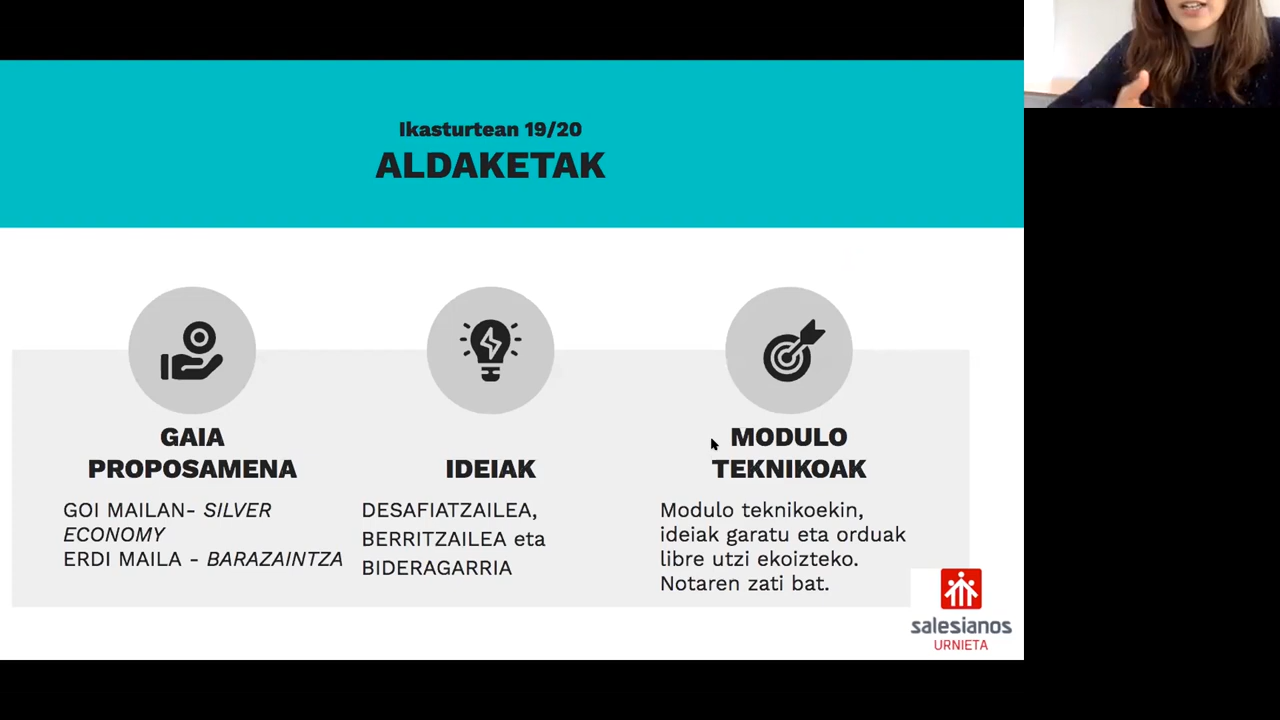 Ikasturtean 19/20
ALDAKETAK
GAIA
PROPOSAMENA
GOI MAILAN- SILVER
ECONOMY
ERDI MAILA - BARAZAINTZA
IDEIAK
DESAFIATZAILEA,
BERRITZAILEA eta
BIDERAGARRIA
MODULO
TEKNIKOAK
Modulo teknikoekin,
ideiak garatu eta orduak
libre utzi ekoizteko.
Notaren zati bat.
salesianos
URNIETA